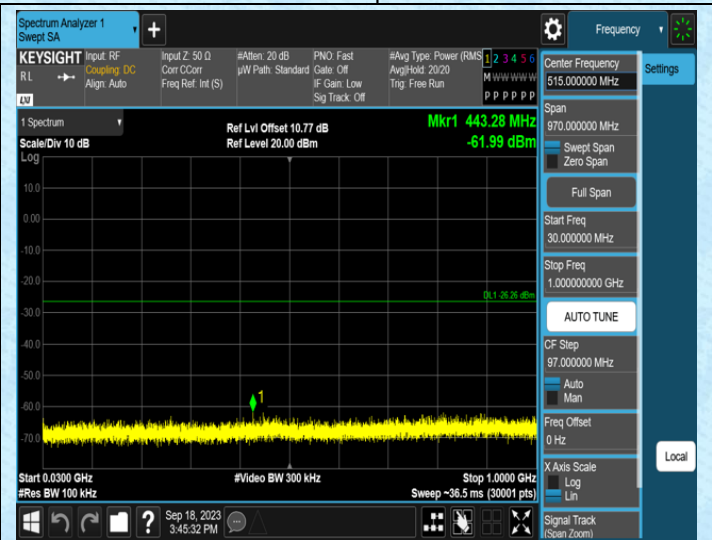 Spectrum Analyzer 1
Swept SA
+
Frequency
KEYSIGHT
RL
LXI
Input: RF
Coupling: DC
Align: Auto
Input Z: 50 Ω
Corr CCorr
Freq Ref: Int (S)
#Atten: 20 dB
µW Path: Standard
PNO: Fast
Gate: Off
IF Gain: Low
Sig Track: Off
#Avg Type: Power (RMS
Avg|Hold: 20/20
Trig: Free Run
1 2 3 4 5 6
M W W W W W
P P P P P P
Settings
1 Spectrum
Scale/Div 10 dB
Log
Ref Lvl Offset 10.77 dB
Ref Level 20.00 dBm
Mkr1 443.28 MHz
-61.99 dBm
10.0
0.00
-10.0
-20.0
-30.0
-40.0
-50.0
-60.0
-70.0
DL1 -26.26 dBm
1
Start 0.0300 GHz
#Res BW 100 kHz
#Video BW 300 kHz
Stop 1.0000 GHz
Sweep ~36.5 ms (30001 pts)
Center Frequency
515.000000 MHz
Span
970.000000 MHz
Swept Span
Zero Span
Full Span
Start Freq
30.000000 MHz
Stop Freq
1.000000000 GHz
AUTO TUNE
CF Step
97.000000 MHz
Auto
Man
Freq Offset
0 Hz
X Axis Scale
Log
Lin
Signal Track
(Span Zoom)
Local
?
Sep 18, 2023
3:45:32 PM